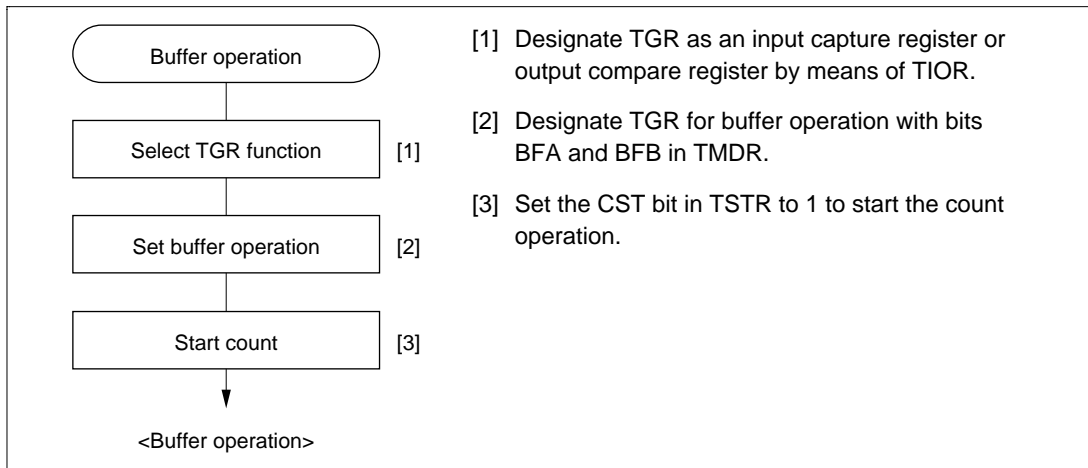 Buffer operation
Select TGR function [1]
Set buffer operation [2]
Start count [3]
<Buffer operation>
[1] Designate TGR as an input capture register or
output compare register by means of TIOR.
[2] Designate TGR for buffer operation with bits
BFA and BFB in TMDR.
[3] Set the CST bit in TSTR to 1 to start the count
operation.